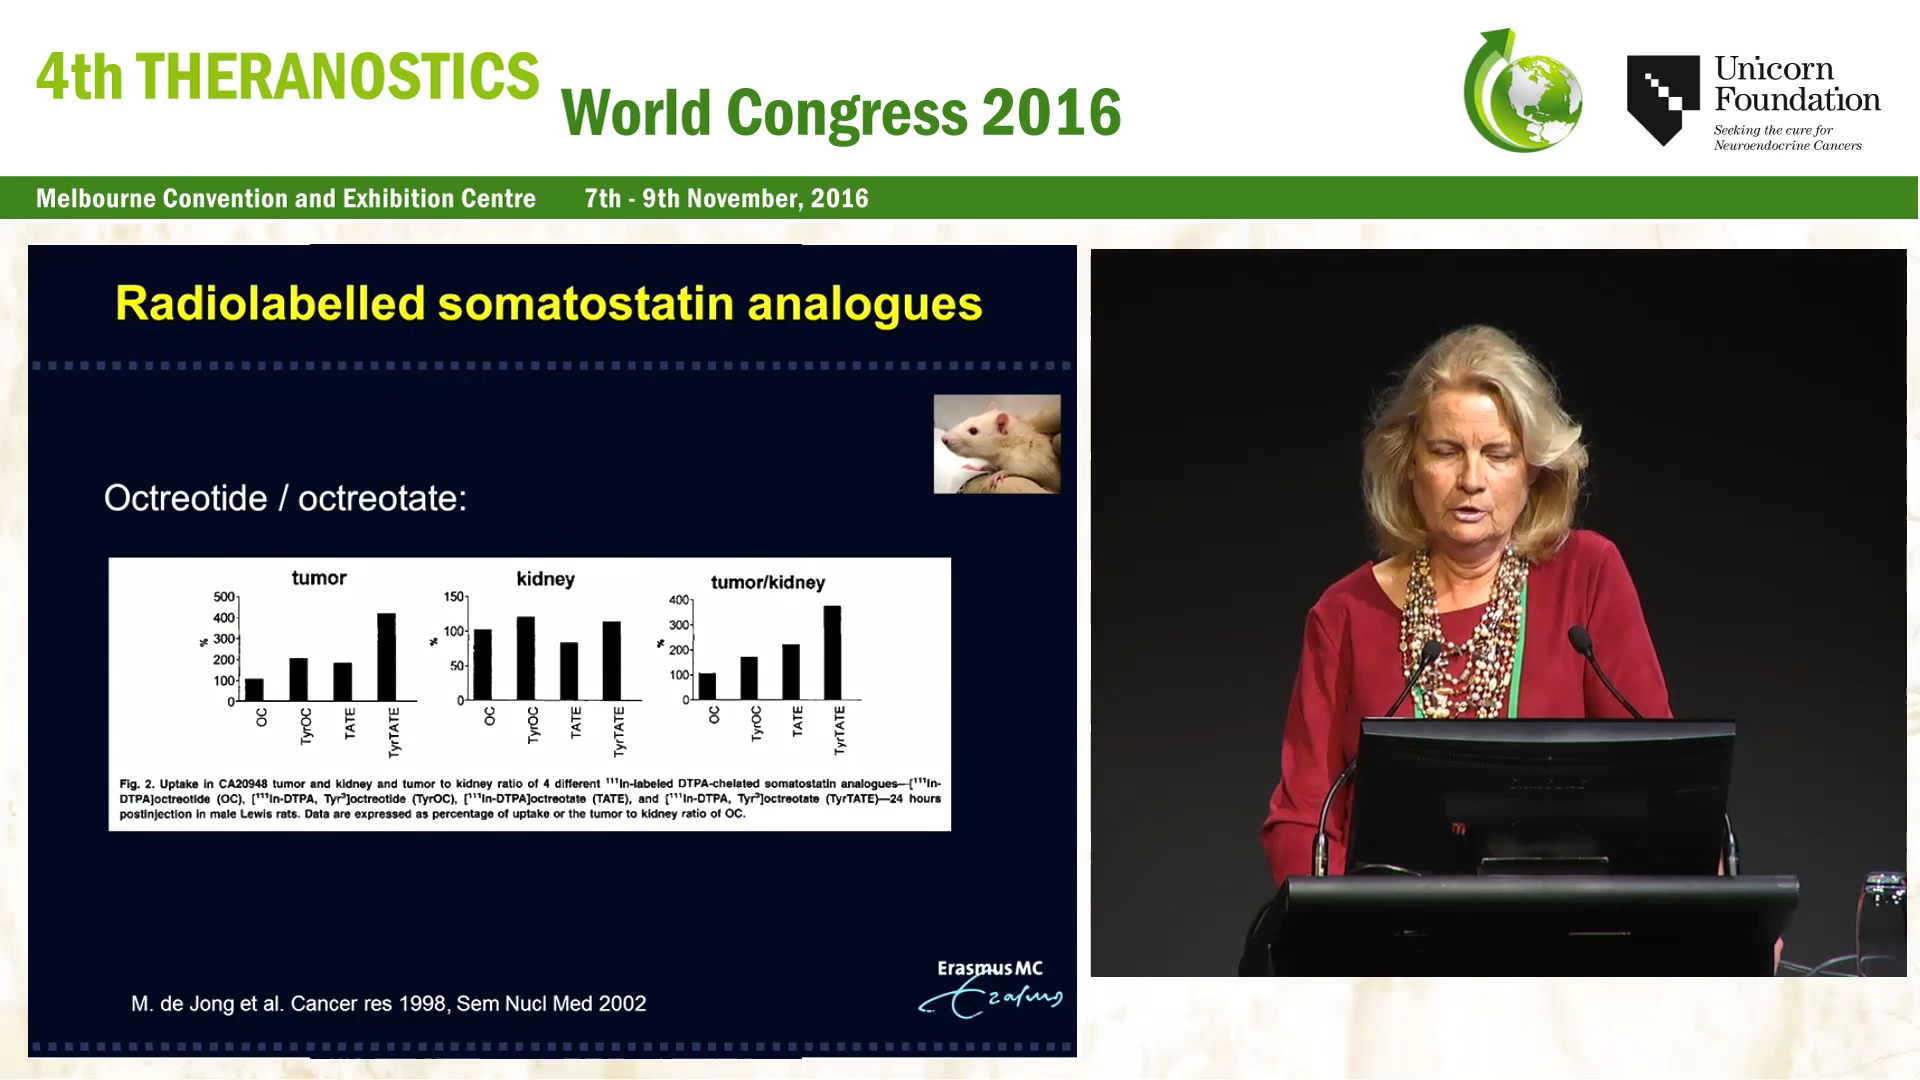 4th THERANOSTICS
World Congress 2016
Unicorn
Foundation
Seeking the cure for
Neuroendocrine Cancers
Melbourne Convention and Exhibition Centre 7th - 9th November, 2016
Radiolabelled somatostatin analogues
Octreotide / octreotate:
tumor
500
400
300
200
100
0
%
OC
TyrOC
TATE
TyrTATE
kidney
150
100
50
0
%
OC
TyrOC
TATE
TyrTATE
tumor/kidney
400
300
200
100
0
%
OC
TyrOC
TATE
TyrTATE
Fig. 2. Uptake in CA20948 tumor and kidney and tumor to kidney ratio of 4 different ¹¹¹In-labeled DTPA-chelated somatostatin analogues—[¹¹¹In-
DTPA]octreotide (OC), [¹¹¹In-DTPA, Tyr³]octreotide (TyrOC), [¹¹¹In-DTPA]octreotate (TATE), and [¹¹¹In-DTPA, Tyr³]octreotate (TyrTATE)—24 hours
postinjection in male Lewis rats. Data are expressed as percentage of uptake or the tumor to kidney ratio of OC.
M. de Jong et al. Cancer res 1998, Sem Nucl Med 2002
Erasmus MC
Erasmus